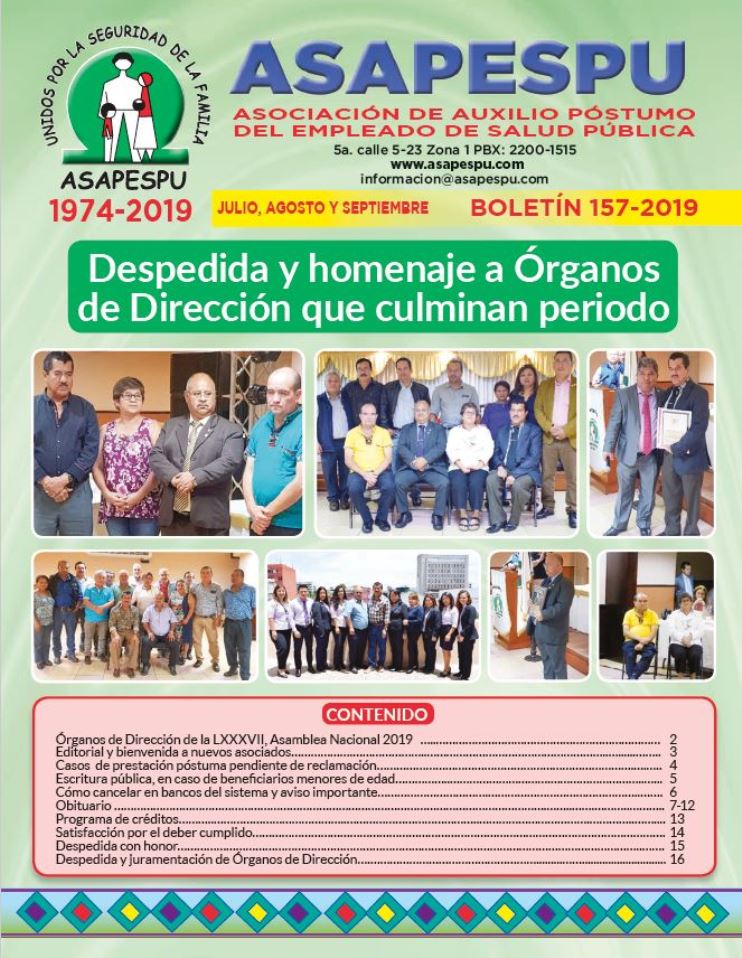 UNIDOS POR LA SEGURIDAD DE LA FAMILIA
ASAPESPU
1974-2019
ASAPESPU
ASOCIACIÓN DE AUXILIO PÓSTUMO
DEL EMPLEADO DE SALUD PÚBLICA
5a. calle 5-23 Zona 1 PBX: 2200-1515
www.asapespu.com
informacion@asapespu.com
JULIO, AGOSTO Y SEPTIEMBRE BOLETÍN 157-2019
Despedida y homenaje a Órganos
de Dirección que culminan periodo
CONTENIDO
Órganos de Dirección de la LXXXVII, Asamblea Nacional 2019 ........ 2
Editorial y bienvenida a nuevos asociados........ 3
Casos de prestación póstuma pendiente de reclamación........ 4
Escritura pública, en caso de beneficiarios menores de edad........ 5
Cómo cancelar en bancos del sistema y aviso importante........ 6
Obituario ........ 7-12
Programa de créditos........ 13
Satisfacción por el deber cumplido........ 14
Despedida con honor........ 15
Despedida y juramentación de Órganos de Dirección........ 16